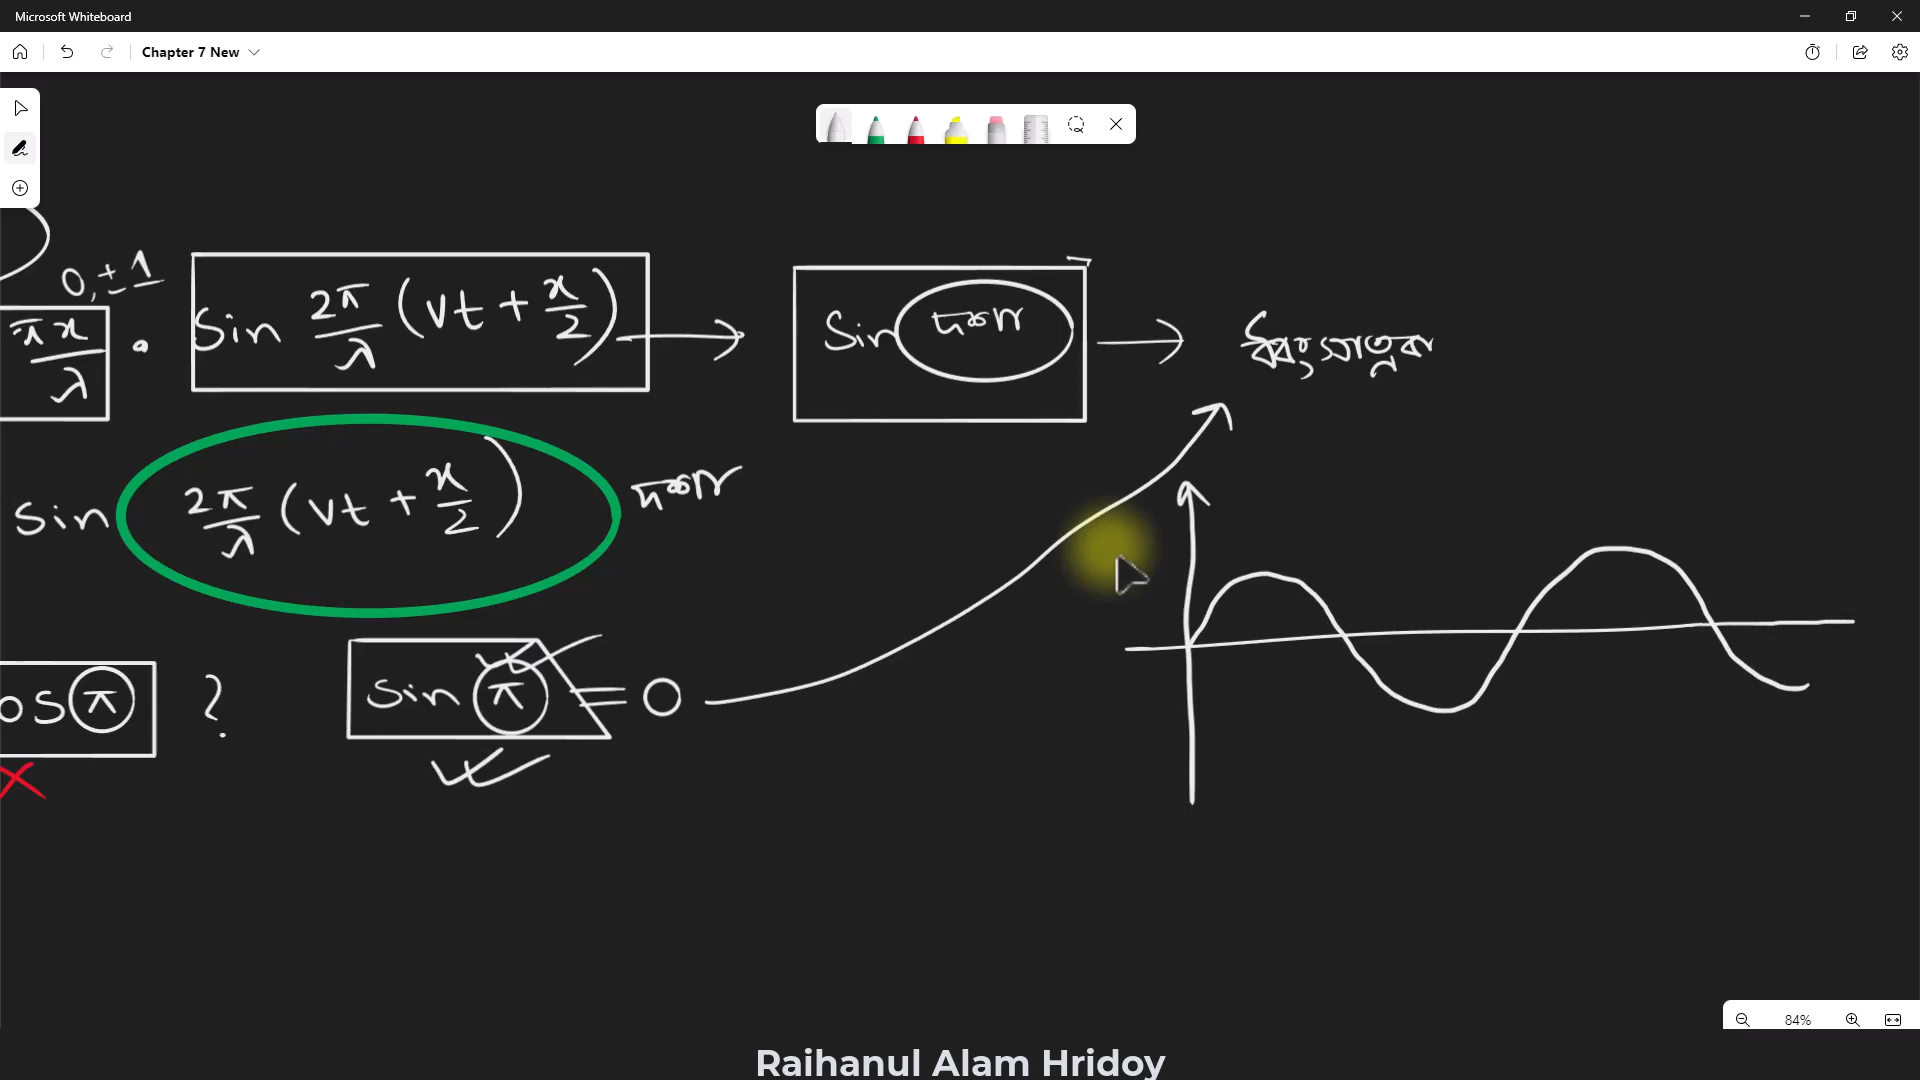 Microsoft Whiteboard
Chapter 7 New
0, ±1
πx/λ · sin 2π/λ (vt + x/2) → sin দশা → ধ্বংসাত্মক
sin 2π/λ (vt + x/2) দশা
os π ? sin π = 0
84%
Raihanul Alam Hridoy